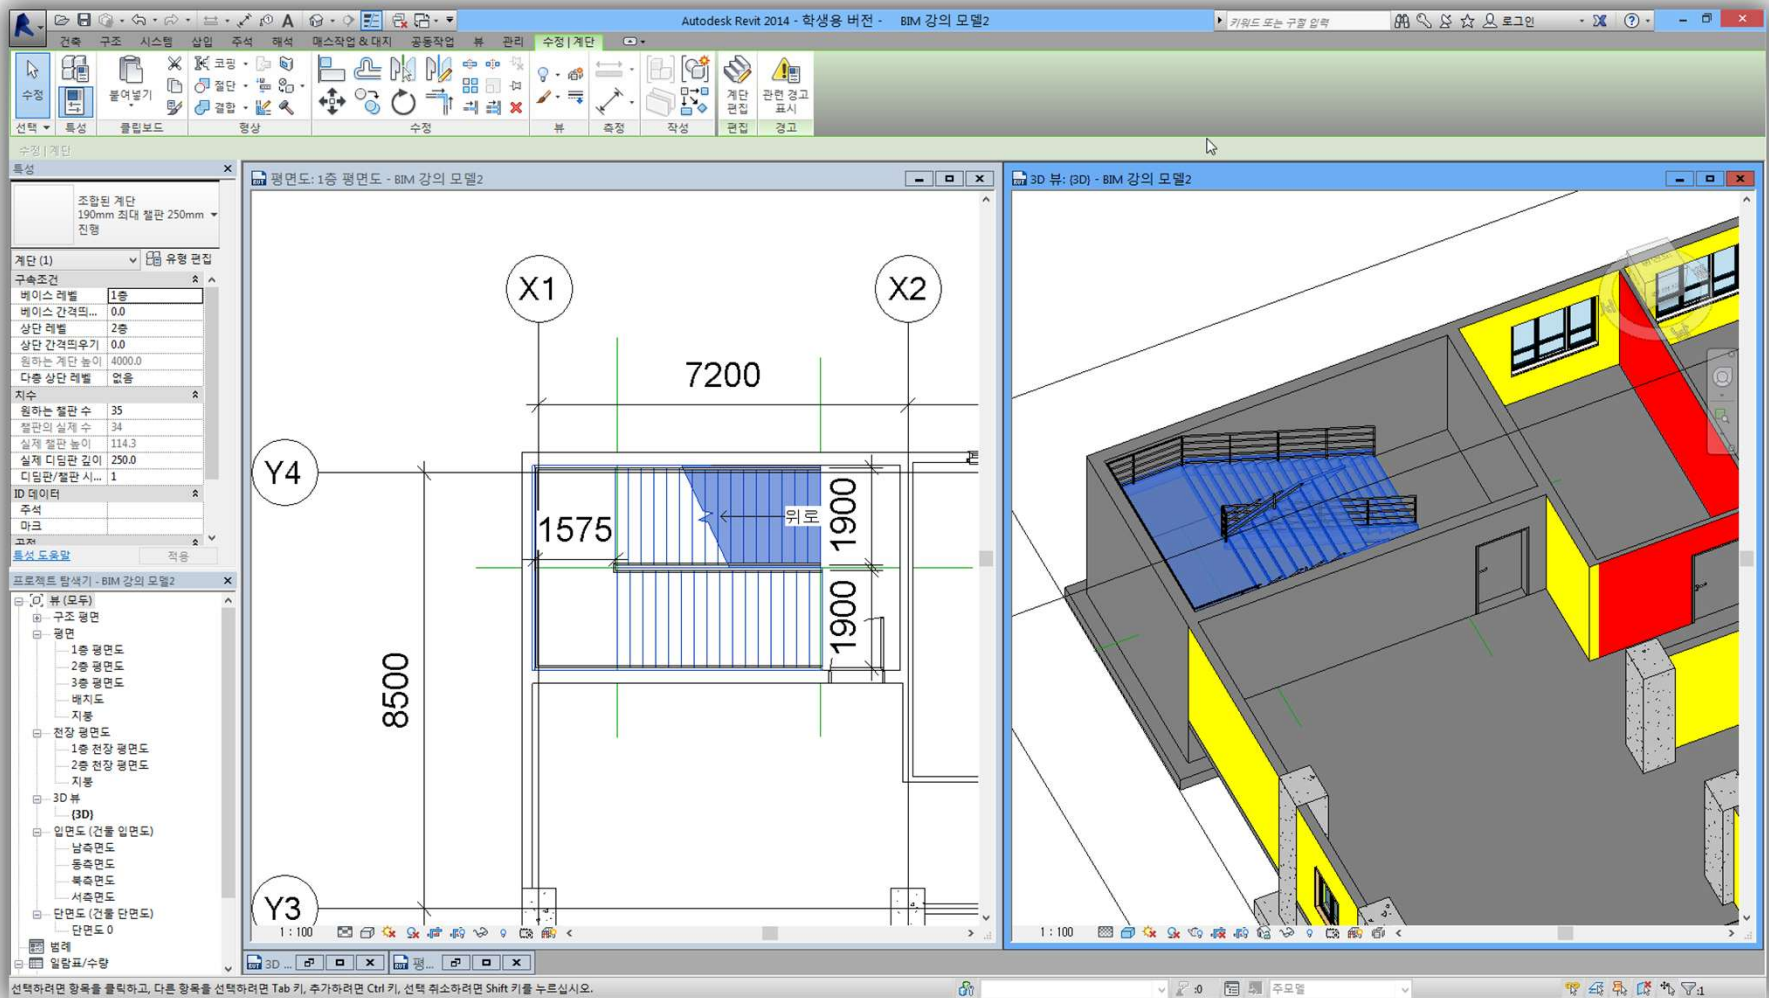 Autodesk Revit 2014 - 학생용 버전 - BIM 강의 모델2
키워드 또는 구절 입력
로그인
건축 구조 시스템 삽입 주석 해석 매스작업 & 대지 공동작업 뷰 관리 수정 | 계단
수정
붙여넣기
코핑
절단
결합
계단 편집
관련 경고 표시
선택 특성 클립보드 형상 수정 뷰 측정 작성 편집 경고
수정 | 계단
특성
조합된 계단
190mm 최대 챌판 250mm
진행
계단 (1) 유형 편집
구속조건
베이스 레벨 1층
베이스 간격띄... 0.0
상단 레벨 2층
상단 간격띄우기 0.0
원하는 계단 높이 4000.0
다층 상단 레벨 없음
치수
원하는 챌판 수 35
챌판의 실제 수 34
실제 챌판 높이 114.3
실제 디딤판 깊이 250.0
디딤판/챌판 시... 1
ID 데이터
주석
마크
공정
특성 도움말 적용
프로젝트 탐색기 - BIM 강의 모델2
뷰 (모두)
구조 평면
평면
1층 평면도
2층 평면도
3층 평면도
배치도
지붕
천장 평면도
1층 천장 평면도
2층 천장 평면도
지붕
3D 뷰
{3D}
입면도 (건물 입면도)
남측면도
동측면도
북측면도
서측면도
단면도 (건물 단면도)
단면도 0
범례
일람표/수량
평면도: 1층 평면도 - BIM 강의 모델2
X1
X2
7200
Y4
1575
위로
1900
1900
8500
Y3
1 : 100
3D 뷰: {3D} - BIM 강의 모델2
1 : 100
3D ...
평...
선택하려면 항목을 클릭하고, 다른 항목을 선택하려면 Tab 키, 추가하려면 Ctrl 키, 선택 취소하려면 Shift 키를 누르십시오.
:0
주모델
:1